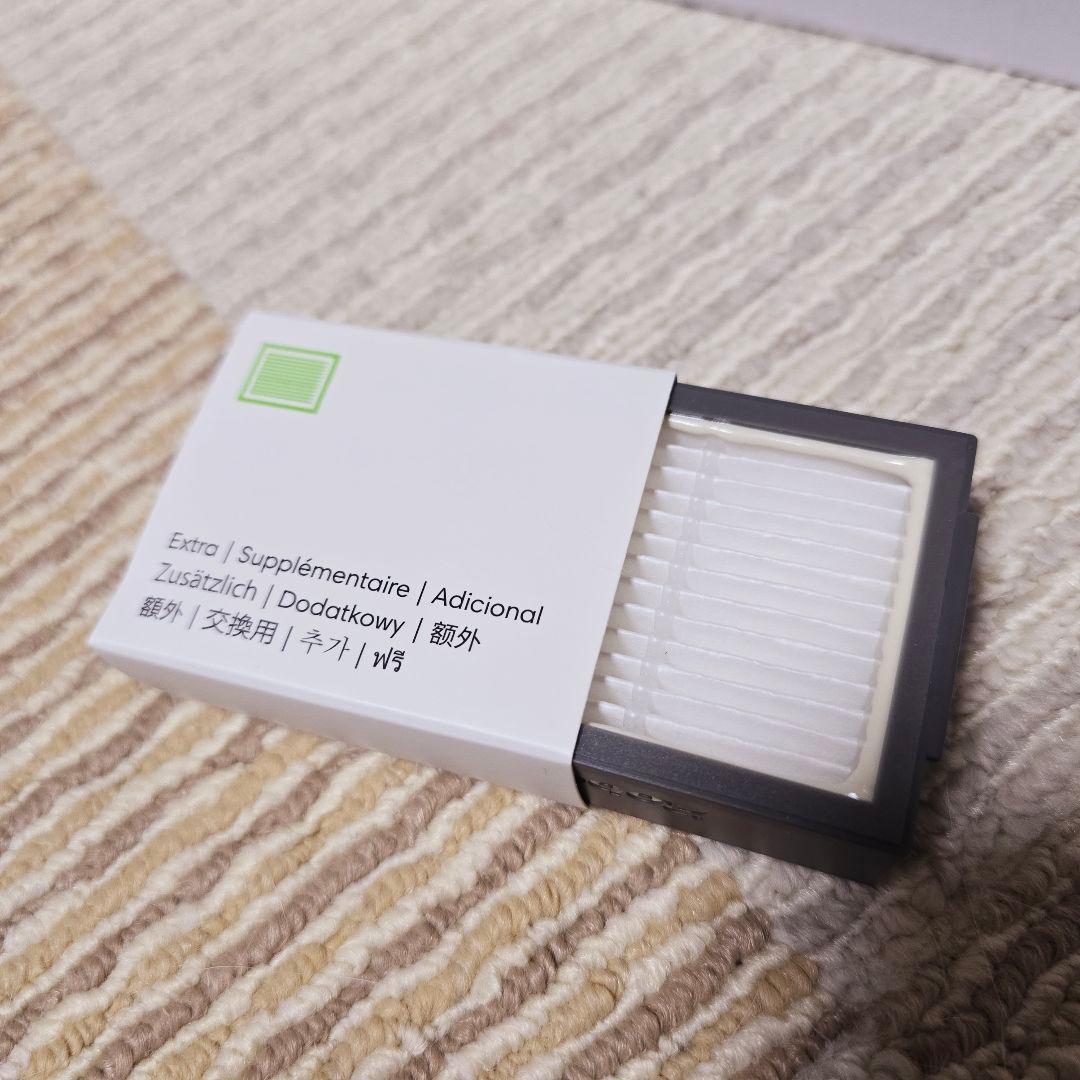 Extra | Supplémentaire | Adicional
Zusätzlich | Dodatkowy | 额外
額外 | 交換用 | 추가 | ฟรี